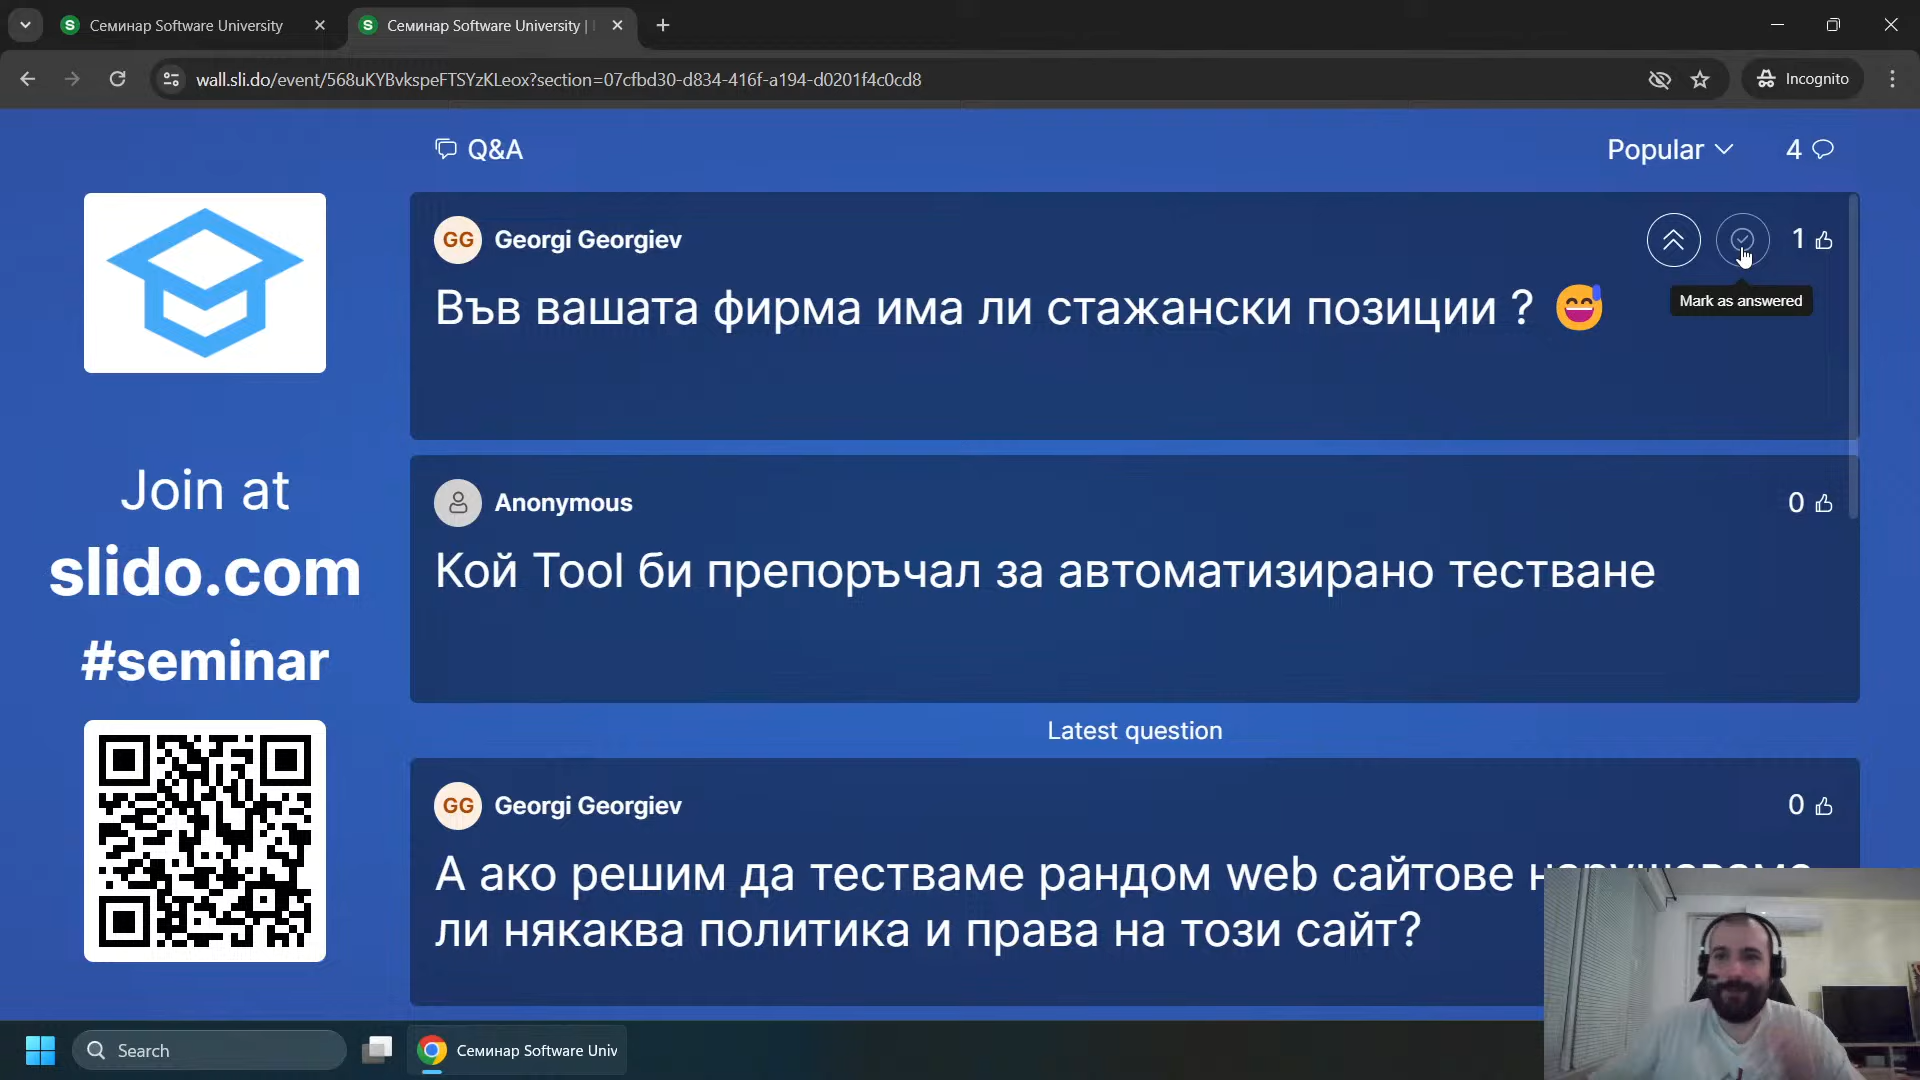 Семинар Software University
Семинар Software University |
wall.sli.do/event/568uKYBvkspeFTSYzKLeox?section=07cfbd30-d834-416f-a194-d0201f4c0cd8
Incognito
Q&A
Popular
4
GG Georgi Georgiev
1
Mark as answered
Във вашата фирма има ли стажански позиции ? 😅
Join at
slido.com
#seminar
Anonymous
0
Кой Tool би препоръчал за автоматизирано тестване
Latest question
GG Georgi Georgiev
0
А ако решим да тестваме рандом web сайтове нарушаваме
ли някаква политика и права на този сайт?
Search
Семинар Software Univ